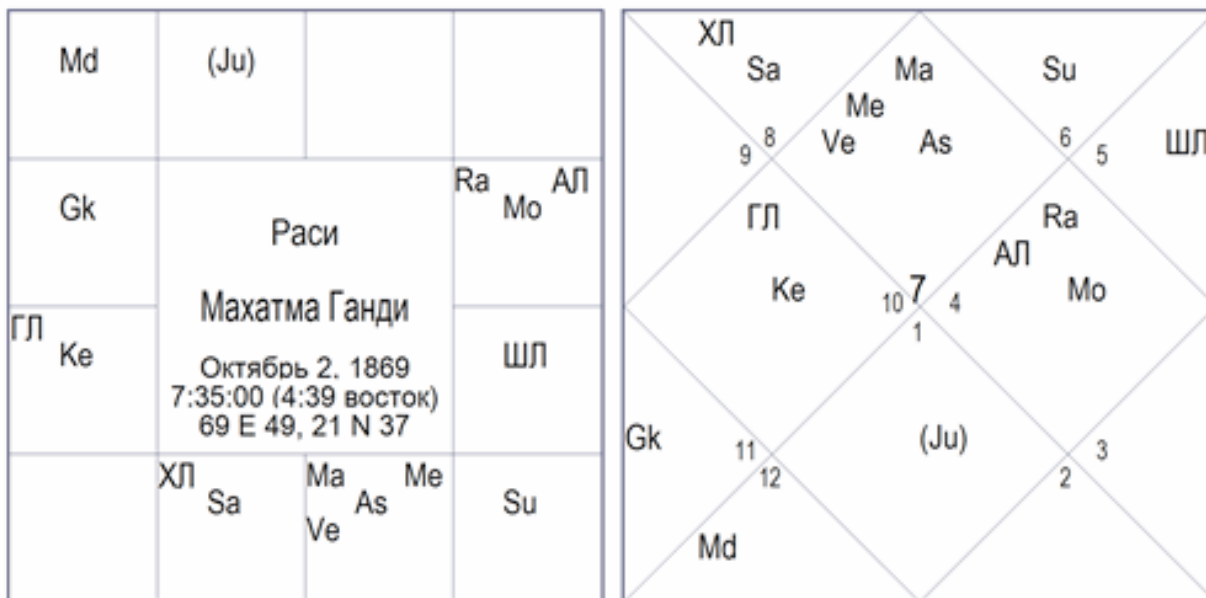 Md (Ju)
Gk
Ra АЛ
Mo
Раси
Махатма Ганди
ГЛ
Ke
ШЛ
Октябрь 2. 1869
7:35:00 (4:39 восток)
69 E 49, 21 N 37
ХЛ
Sa
Ma Me
As
Ve
Su
ХЛ
Sa Ma Su
Me
Ve As
8 6
9 5 ШЛ
ГЛ Ra
АЛ
Ke Mo
10 7 4
1
Gk (Ju)
11 3
12 2
Md